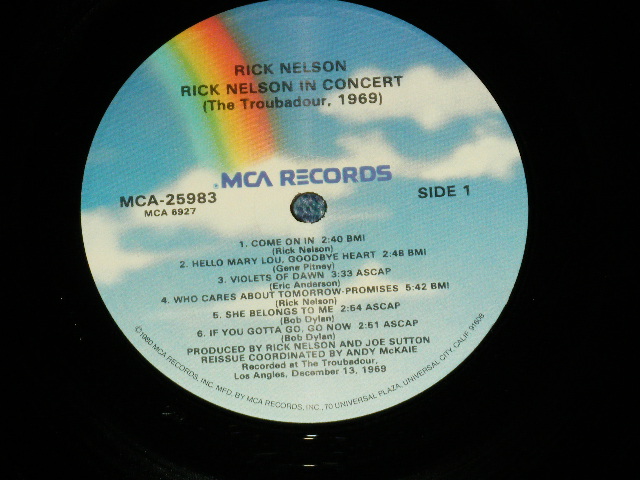 RICK NELSON
RICK NELSON IN CONCERT
(The Troubadour, 1969)
MCA RECORDS
MCA-25983
MCA 6927
SIDE 1
1. COME ON IN 2:40 BMI
(Rick Nelson)
2. HELLO MARY LOU, GOODBYE HEART 2:48 BMI
(Gene Pitney)
3. VIOLETS OF DAWN 3:33 ASCAP
(Eric Anderson)
4. WHO CARES ABOUT TOMORROW-PROMISES 5:42 BMI
(Rick Nelson)
5. SHE BELONGS TO ME 2:54 ASCAP
(Bob Dylan)
6. IF YOU GOTTA GO, GO NOW 2:51 ASCAP
(Bob Dylan)
PRODUCED BY RICK NELSON AND JOE SUTTON
REISSUE COORDINATED BY ANDY McKAIE
Recorded at The Troubadour,
Los Angles, December 13, 1969
©1980 MCA RECORDS, INC. MFD. BY MCA RECORDS, INC., 70 UNIVERSAL PLAZA, UNIVERSAL CITY, CALIF. 91608